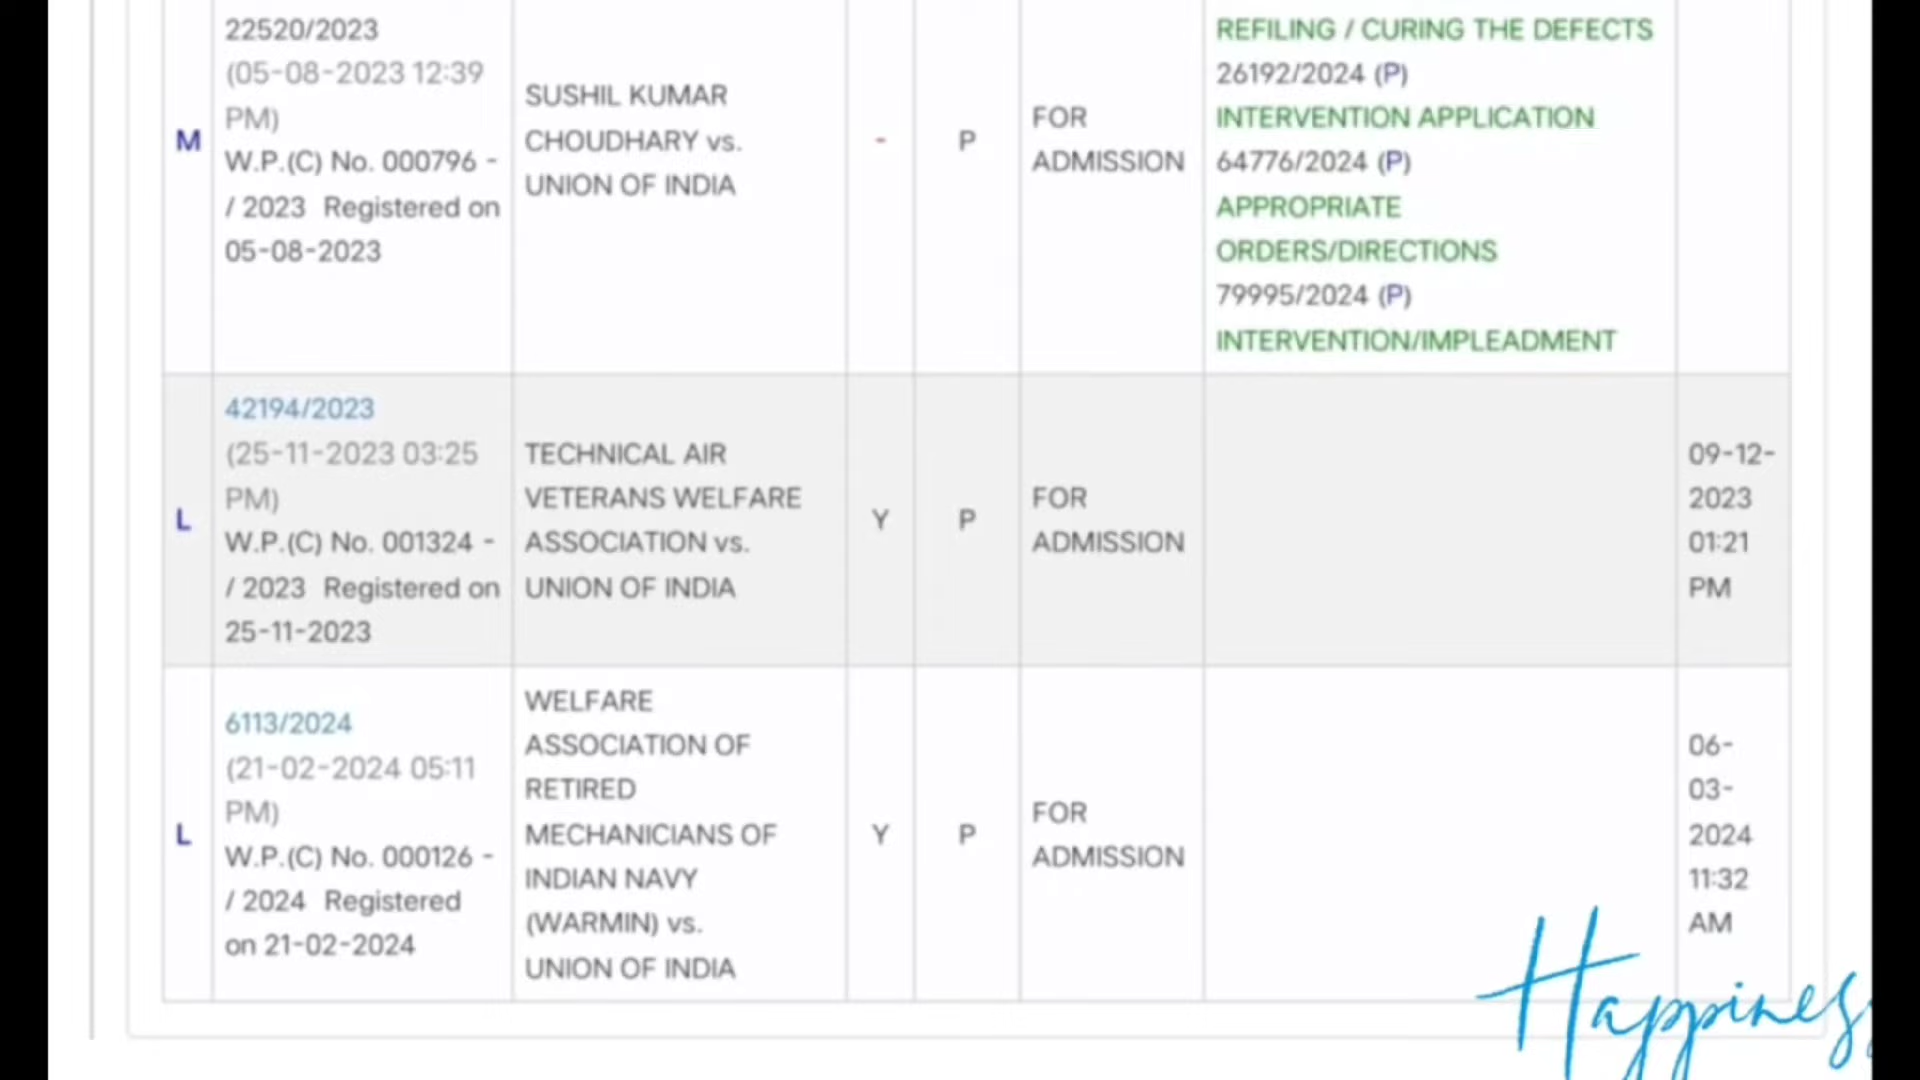 M
22520/2023
(05-08-2023 12:39
PM)
W.P.(C) No. 000796 -
/ 2023 Registered on
05-08-2023
SUSHIL KUMAR
CHOUDHARY vs.
UNION OF INDIA
-
P
FOR
ADMISSION
REFILING / CURING THE DEFECTS
26192/2024 (P)
INTERVENTION APPLICATION
64776/2024 (P)
APPROPRIATE
ORDERS/DIRECTIONS
79995/2024 (P)
INTERVENTION/IMPLEADMENT
L
42194/2023
(25-11-2023 03:25
PM)
W.P.(C) No. 001324 -
/ 2023 Registered on
25-11-2023
TECHNICAL AIR
VETERANS WELFARE
ASSOCIATION vs.
UNION OF INDIA
Y
P
FOR
ADMISSION
09-12-
2023
01:21
PM
L
6113/2024
(21-02-2024 05:11
PM)
W.P.(C) No. 000126 -
/ 2024 Registered
on 21-02-2024
WELFARE
ASSOCIATION OF
RETIRED
MECHANICIANS OF
INDIAN NAVY
(WARMIN) vs.
UNION OF INDIA
Y
P
FOR
ADMISSION
06-
03-
2024
11:32
AM
Happines